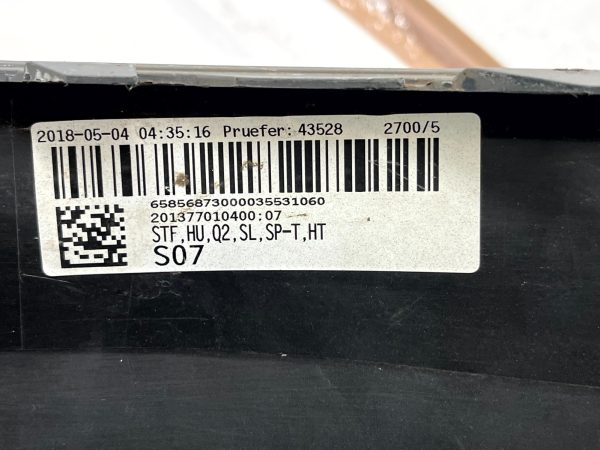 2018-05-04 04:35:16 Pruefer: 43528 2700/5
65856873000035531060
201377010400:07
STF,HU,Q2,SL,SP-T,HT
S07